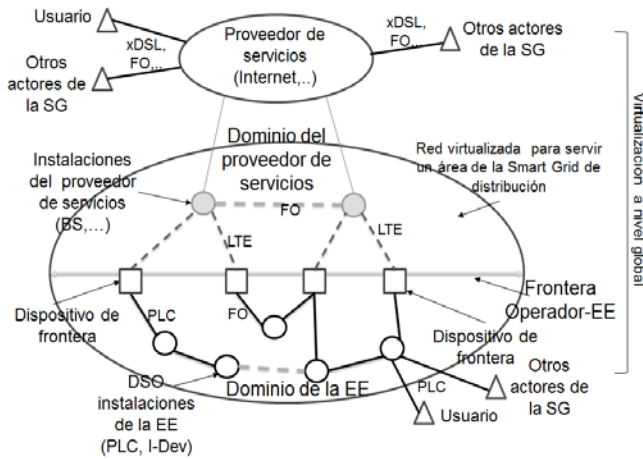 Usuario
xDSL,
FO,..
Otros
actores de
la SG
Proveedor de
servicios
(Internet,..)
xDSL,
FO,..
Otros actores
de la SG
Virtualización a nivel global
Dominio del
proveedor de
servicios
Instalaciones
del proveedor
de servicios
(BS,...)
Red virtualizada para servir
un área de la Smart Grid de
distribución
FO
LTE
LTE
Dispositivo de
frontera
PLC
FO
Frontera
Operador-EE
Dispositivo de
frontera
DSO
instalaciones
de la EE
(PLC, I-Dev)
Dominio de la EE
PLC
Usuario
Otros
actores de
la SG